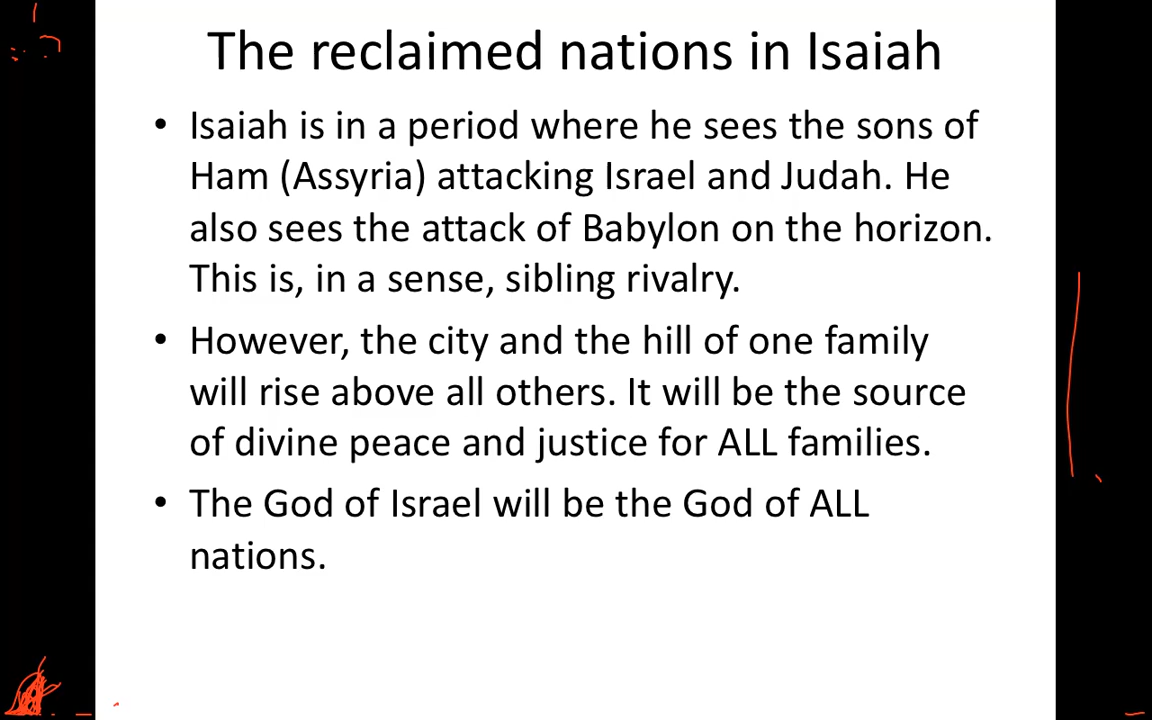 The reclaimed nations in Isaiah
• Isaiah is in a period where he sees the sons of
Ham (Assyria) attacking Israel and Judah. He
also sees the attack of Babylon on the horizon.
This is, in a sense, sibling rivalry.
• However, the city and the hill of one family
will rise above all others. It will be the source
of divine peace and justice for ALL families.
• The God of Israel will be the God of ALL
nations.